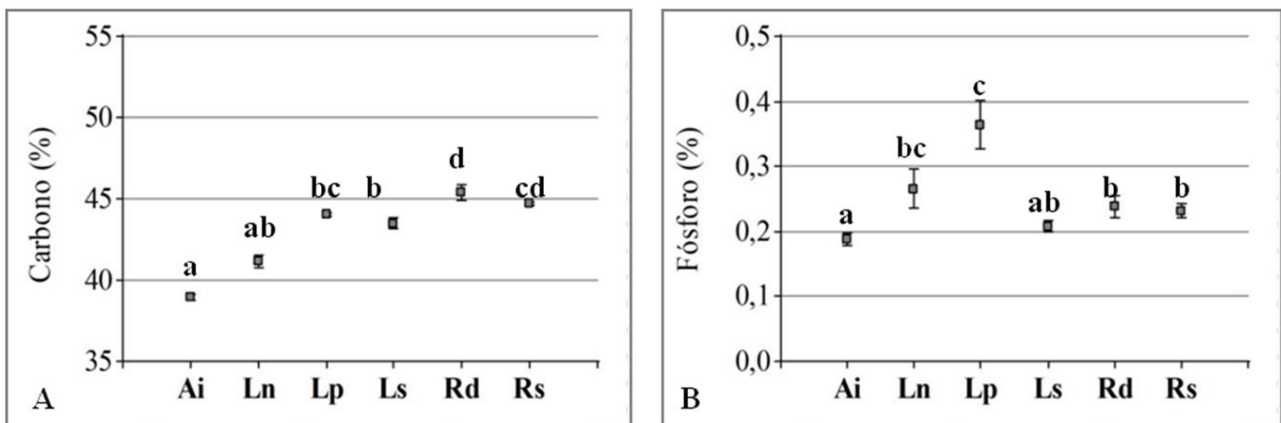 55
50
45
40
35
Carbono (%)
a
ab
bc
b
d
cd
Ai Ln Lp Ls Rd Rs
A
0,5
0,4
0,3
0,2
0,1
0,0
Fósforo (%)
a
bc
c
ab
b
b
Ai Ln Lp Ls Rd Rs
B